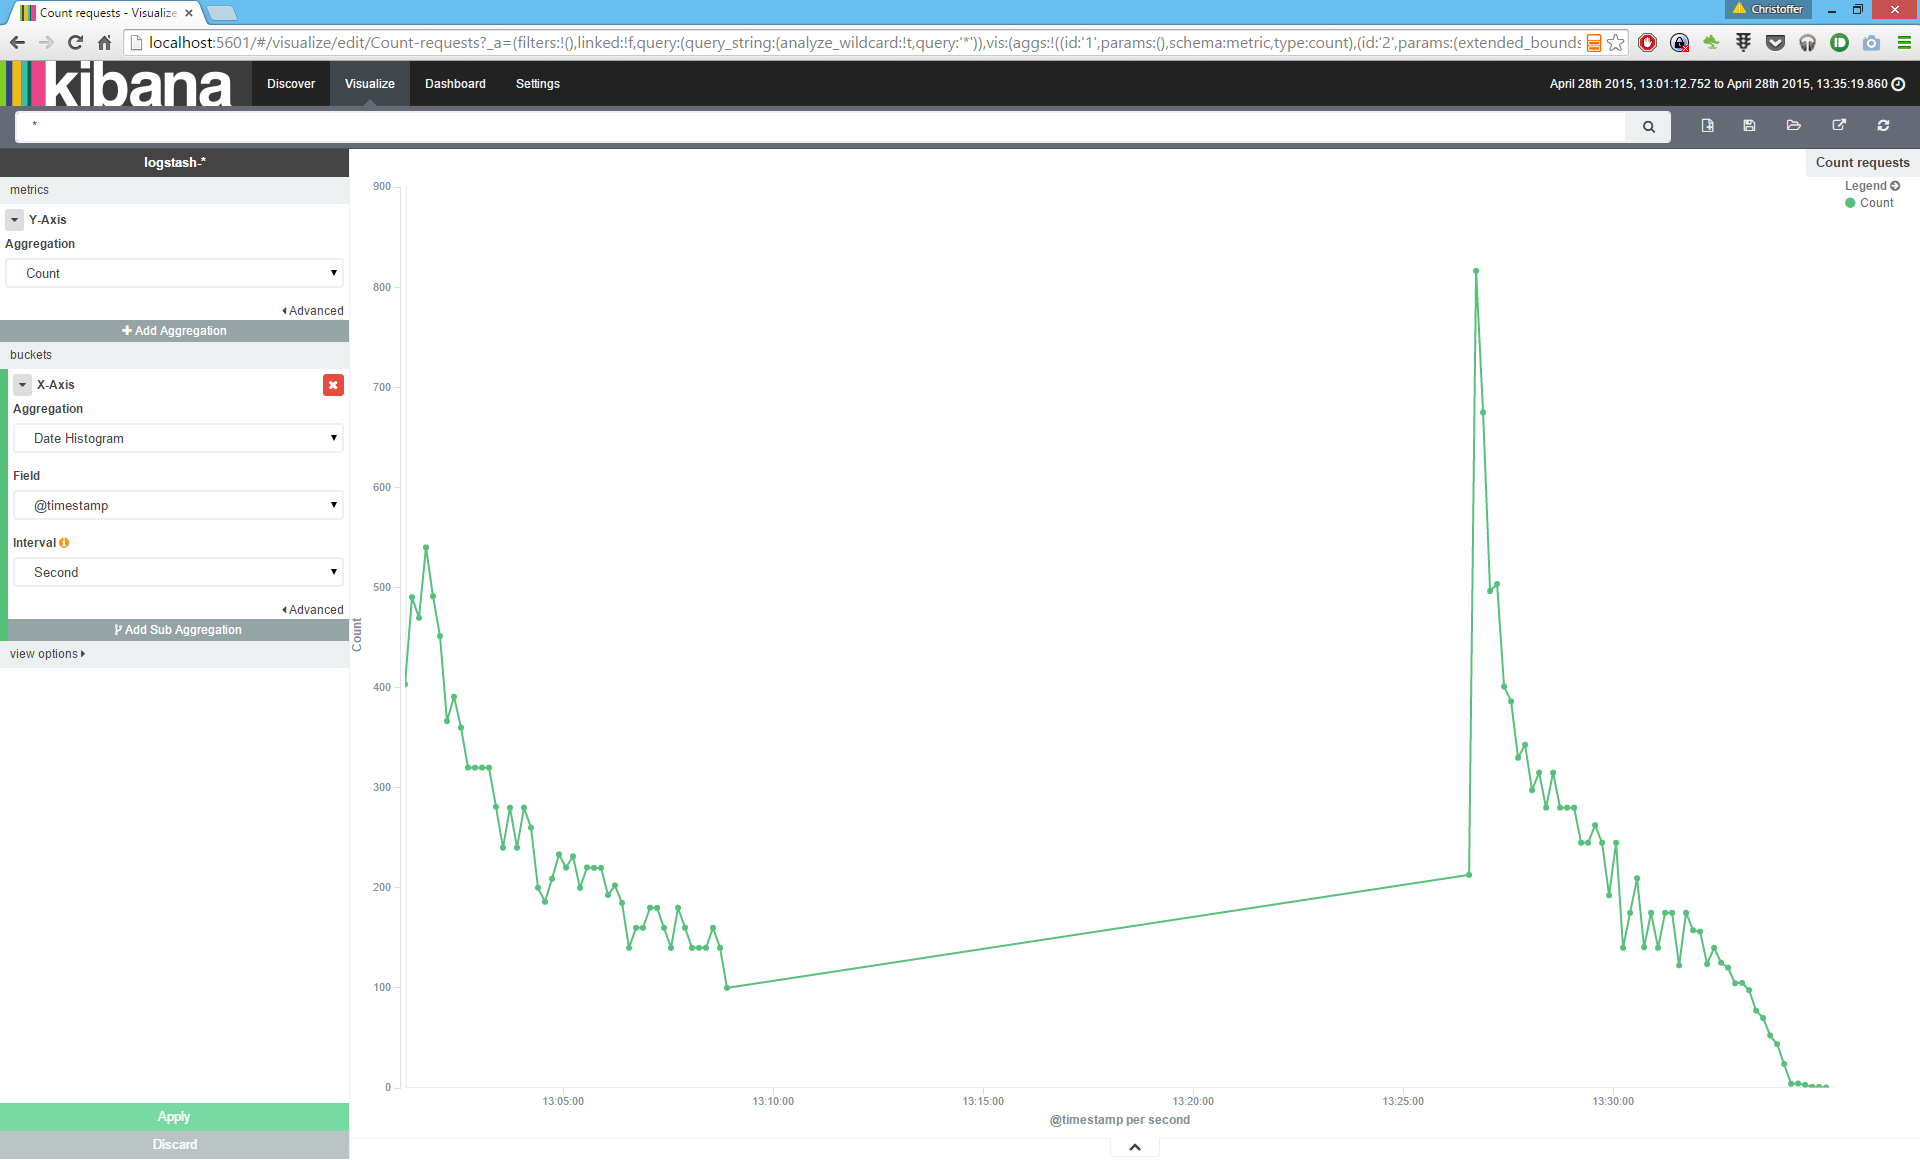 Count requests - Visualize
Christoffer
localhost:5601/#/visualize/edit/Count-requests?_a=(filters:!(),linked:!f,query:(query_string:(analyze_wildcard:!t,query:'*')),vis:(aggs:!((id:'1',params:(),schema:metric,type:count),(id:'2',params:(extended_bounds
kibana
Discover
Visualize
Dashboard
Settings
April 28th 2015, 13:01:12.752 to April 28th 2015, 13:35:19.860
*
logstash-*
metrics
Y-Axis
Aggregation
Count
Advanced
Add Aggregation
buckets
X-Axis
Aggregation
Date Histogram
Field
@timestamp
Interval
Second
Advanced
Add Sub Aggregation
view options
Apply
Discard
Count requests
Legend
Count
900
800
700
600
500
400
300
200
100
0
Count
13:05:00
13:10:00
13:15:00
13:20:00
13:25:00
13:30:00
@timestamp per second